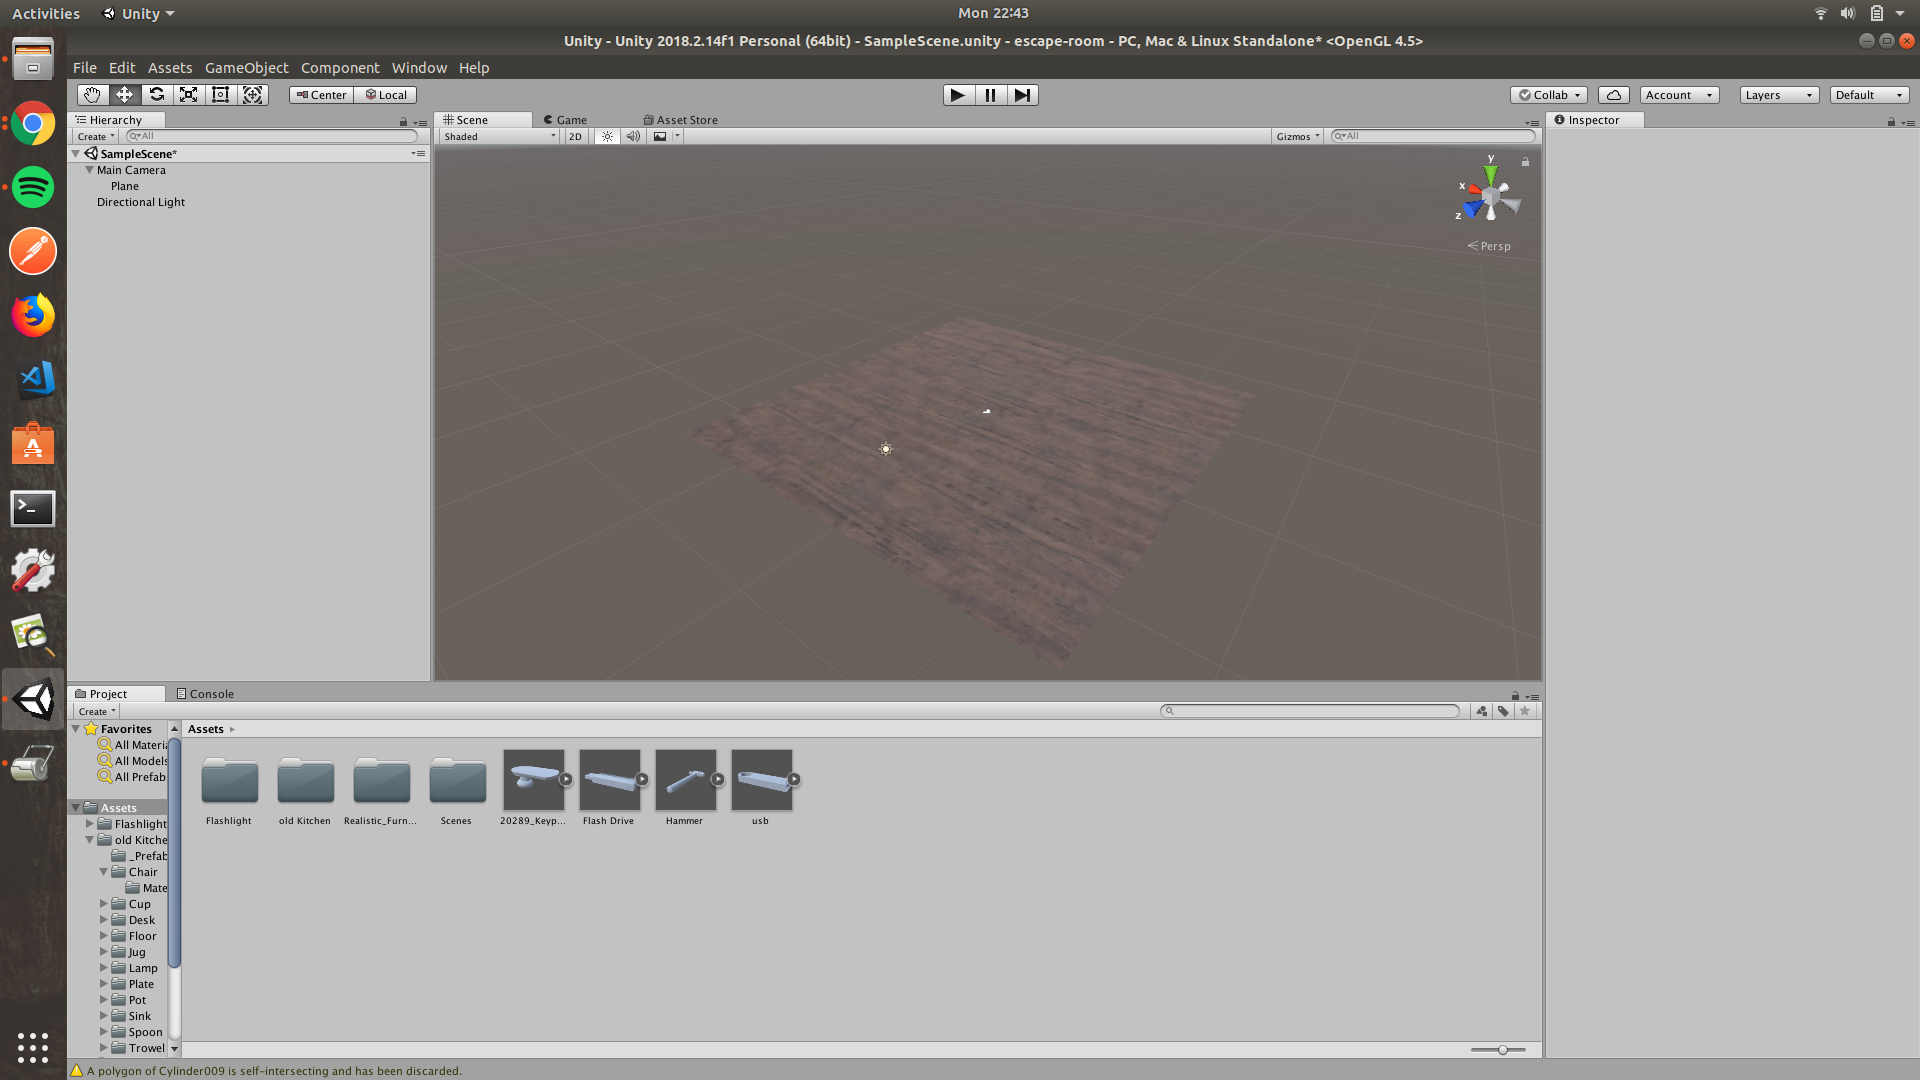 Activities Unity Mon 22:43
Unity - Unity 2018.2.14f1 Personal (64bit) - SampleScene.unity - escape-room - PC, Mac & Linux Standalone* <OpenGL 4.5>
File Edit Assets GameObject Component Window Help
Center Local Collab Account Layers Default
Hierarchy
Create All
SampleScene*
Main Camera
Plane
Directional Light
Scene Game Asset Store
Shaded 2D Gizmos All
y
x
z
Persp
Inspector
Project Console
Create
Favorites
All Materia
All Models
All Prefab
Assets
Flashlight
old Kitche
_Prefab
Chair
Mate
Cup
Desk
Floor
Jug
Lamp
Plate
Pot
Sink
Spoon
Trowel
Assets
Flashlight old Kitchen Realistic_Furn... Scenes 20289_Keyp... Flash Drive Hammer usb
A polygon of Cylinder009 is self-intersecting and has been discarded.